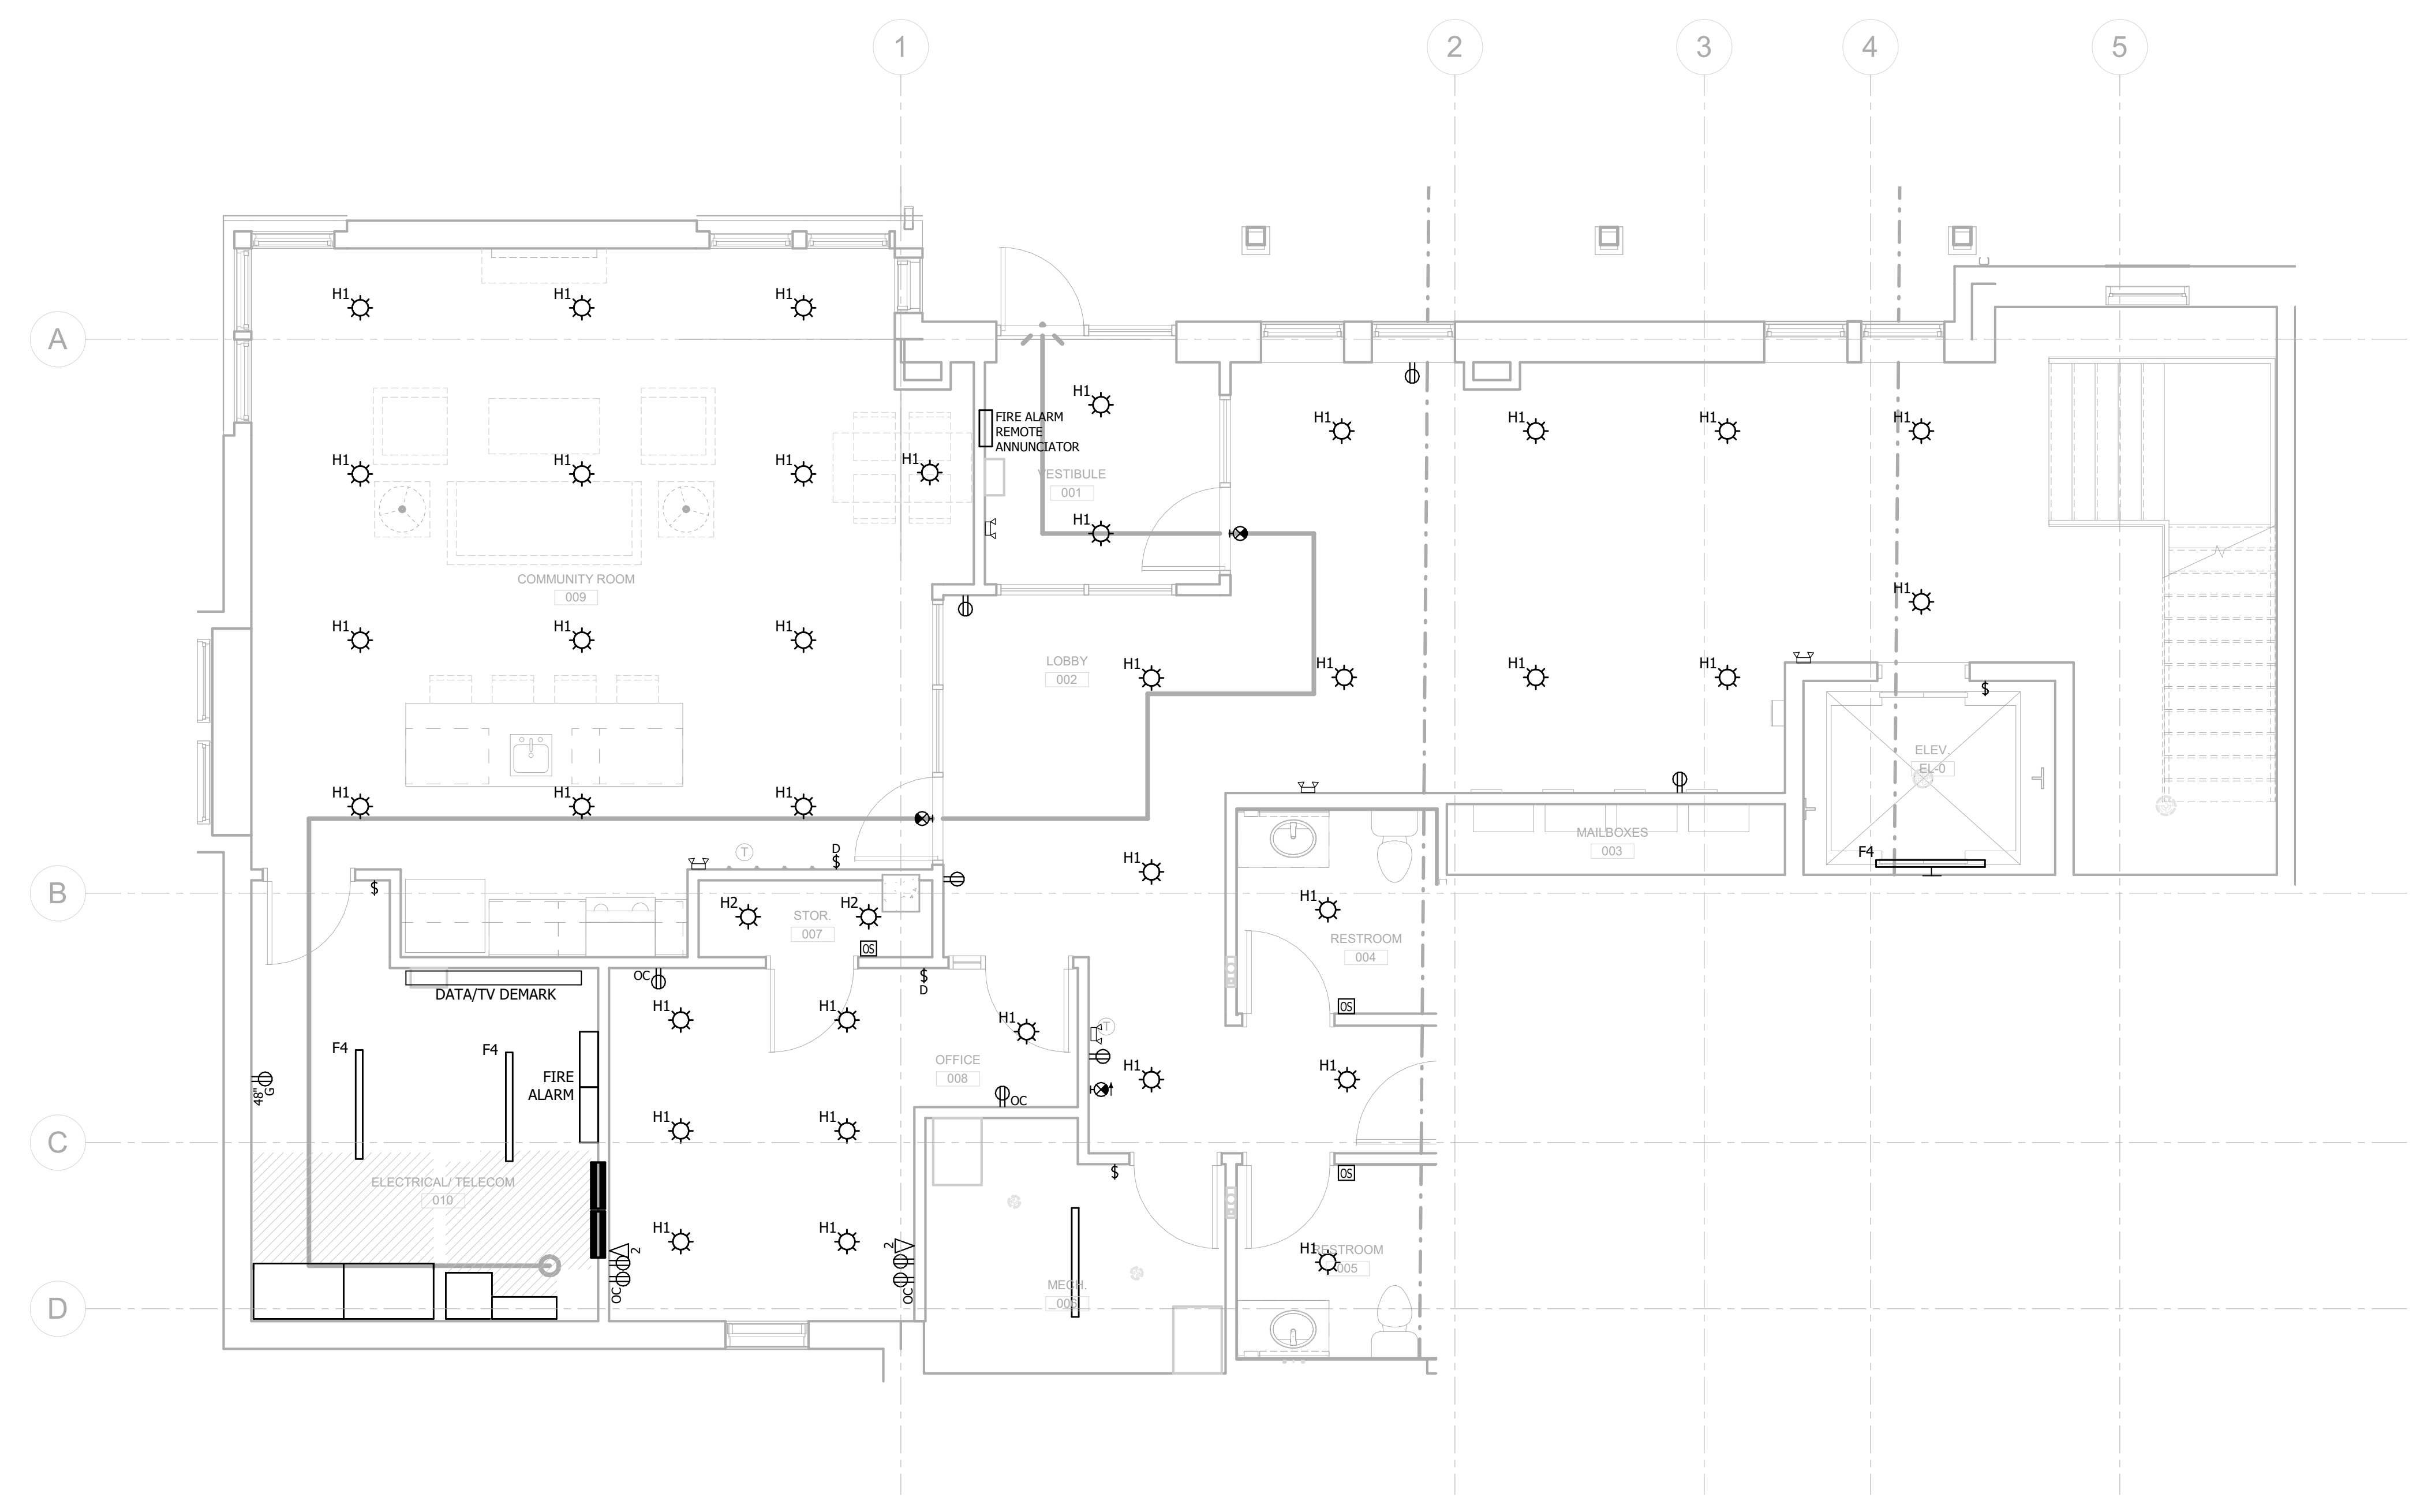 1
2
3
4
5
H1
H1
H1
A
H1
FIRE ALARM
REMOTE
ANNUNCIATOR
H1
H1
H1
H1
H1
H1
H1
H1
VESTIBULE
001
H1
COMMUNITY ROOM
009
H1
H1
H1
H1
LOBBY
002
H1
H1
H1
H1
ELEV.
EL-0
H1
H1
H1
MAILBOXES
003
D
$
F4
H1
$
B
$
H2
H2
STOR.
007
H1
RESTROOM
004
OS
OC
$
D
DATA/TV DEMARK
H1
H1
H1
OS
T
T
F4
F4
OFFICE
008
H1
H1
FIRE
ALARM
48"
G
OC
H1
H1
C
$
OS
ELECTRICAL/ TELECOM
010
H1
H1
H1
RESTROOM
005
2
2
MECH.
006
OC
OC
D